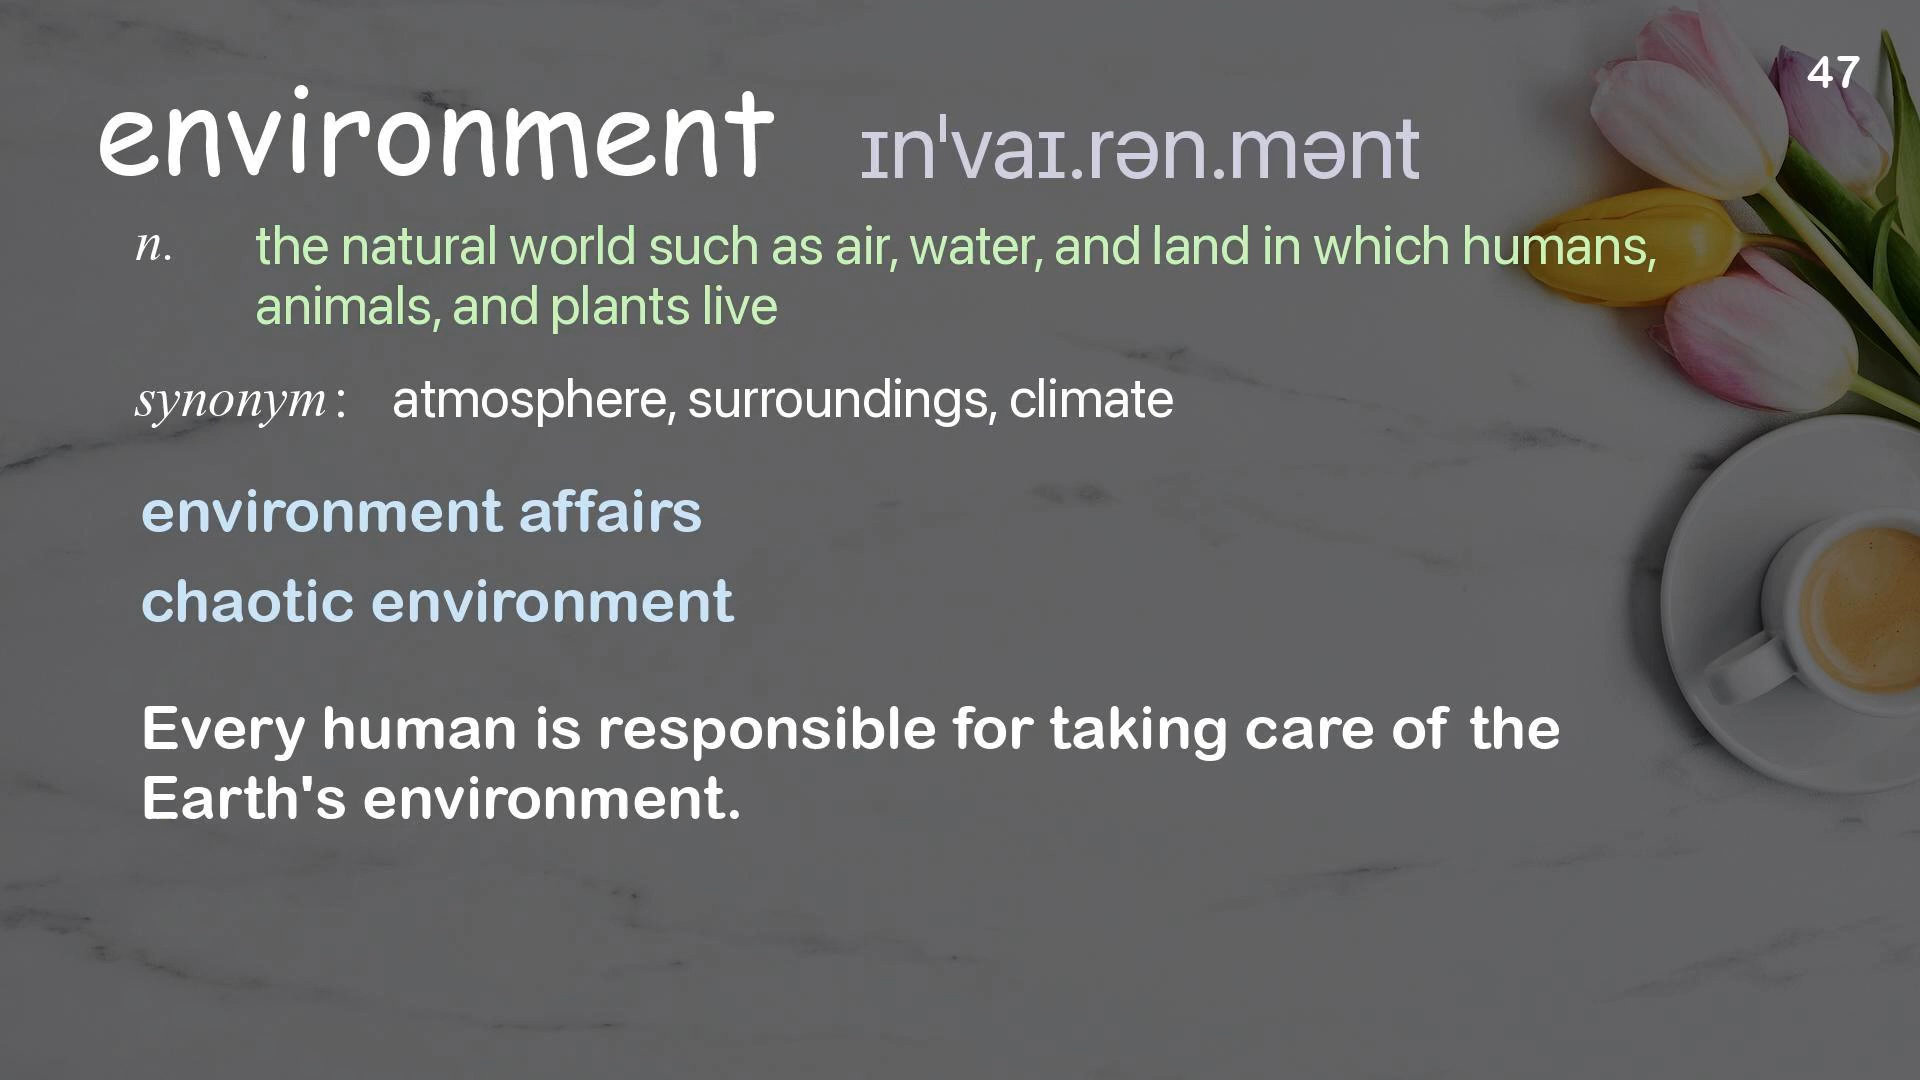 47
environment ɪnˈvaɪ.rən.mənt
n. the natural world such as air, water, and land in which humans,
animals, and plants live
synonym : atmosphere, surroundings, climate
environment affairs
chaotic environment
Every human is responsible for taking care of the
Earth's environment.